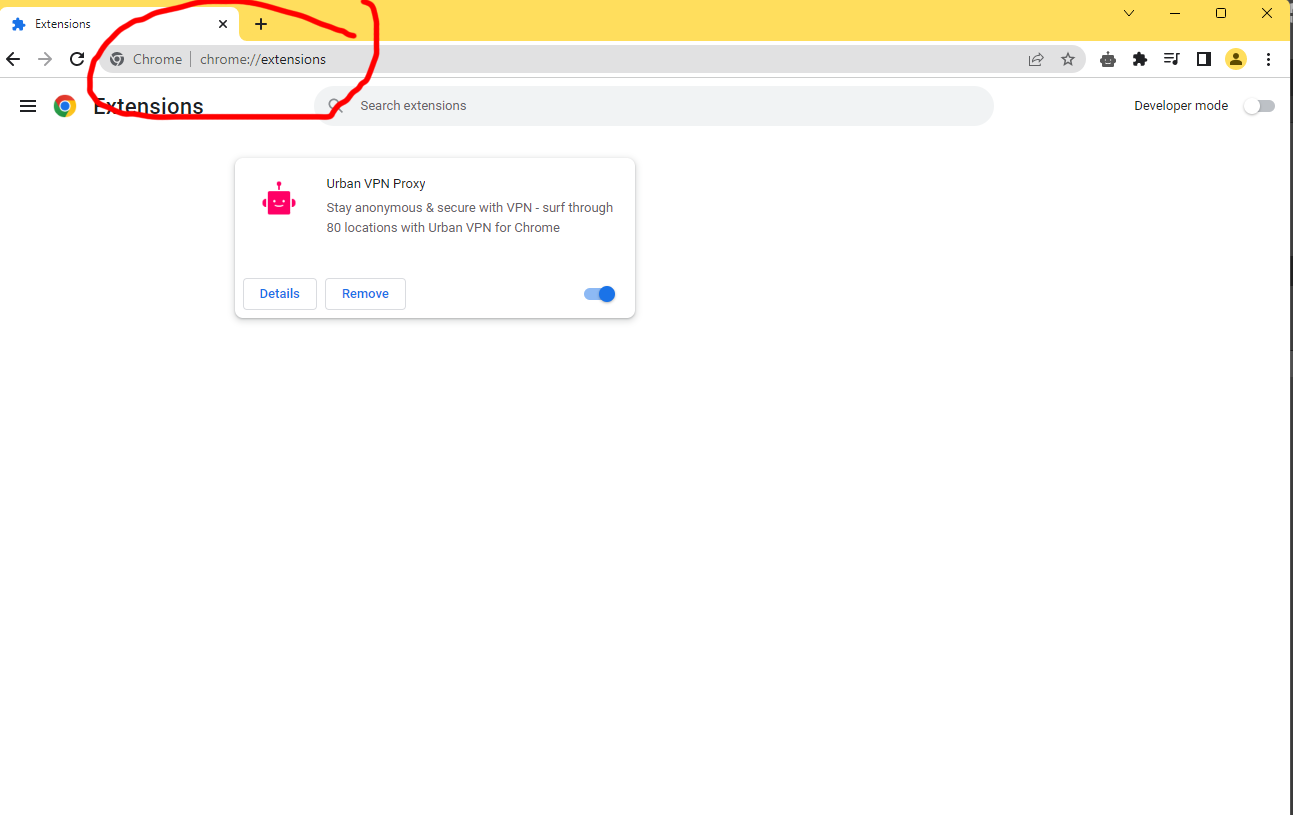 Extensions
Chrome chrome://extensions
Extensions
Search extensions
Developer mode
Urban VPN Proxy
Stay anonymous & secure with VPN - surf through
80 locations with Urban VPN for Chrome
Details Remove